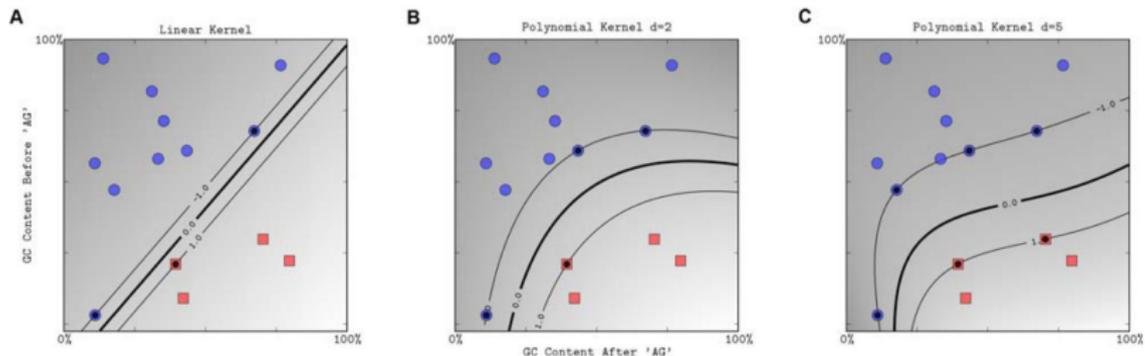 A
Linear Kernel
100%
GC Content Before 'AG'
-1.0
0.0
1.0
0%
100%
B
Polynomial Kernel d=2
100%
0.0
1.0
0%
100%
GC Content After 'AG'
C
Polynomial Kernel d=5
100%
-1.0
0.0
0%
100%